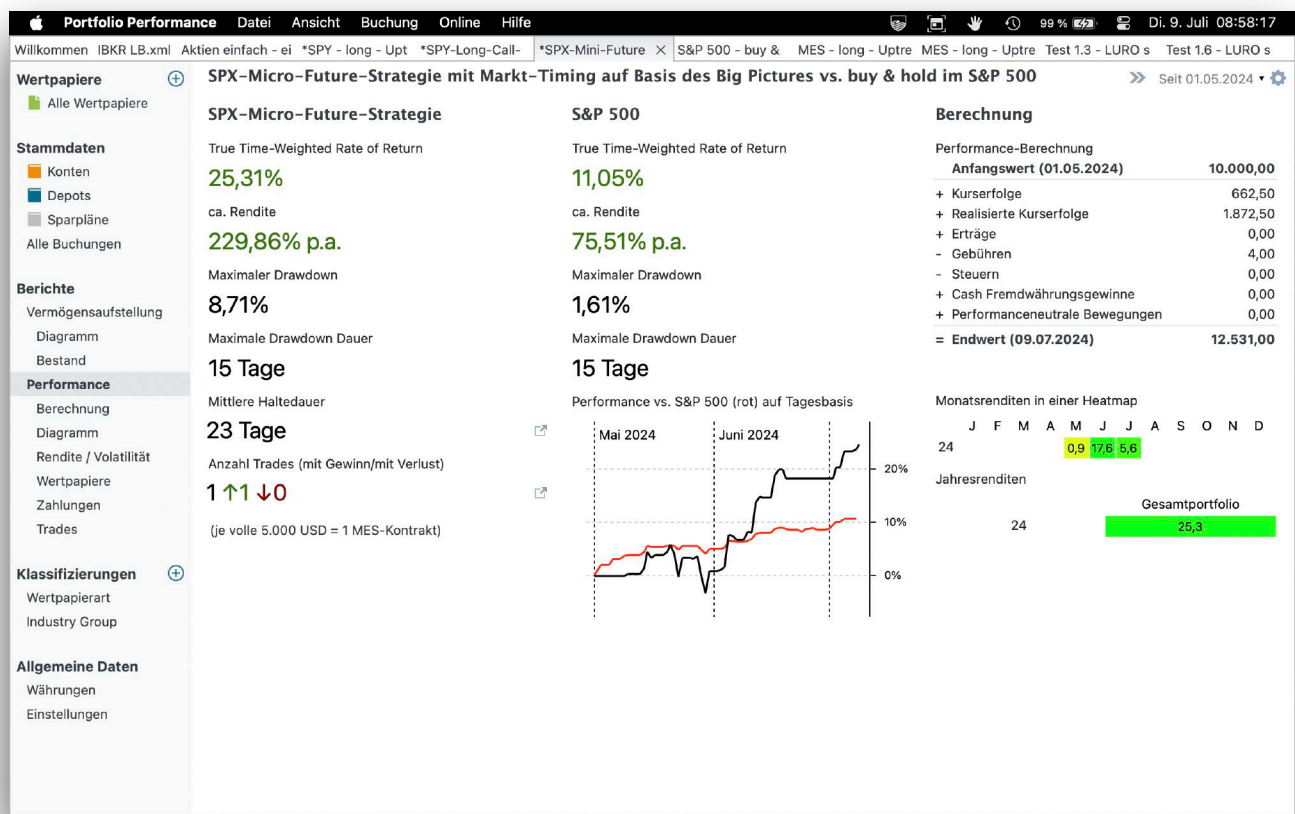 Portfolio Performance Datei Ansicht Buchung Online Hilfe 99 % Di. 9. Juli 08:58:17
Willkommen IBKR LB.xml Aktien einfach - ei *SPY - long - Upt *SPY-Long-Call- *SPX-Mini-Future × S&P 500 - buy & MES - long - Uptre MES - long - Uptre Test 1.3 - LURO s Test 1.6 - LURO s
Wertpapiere
Alle Wertpapiere
Stammdaten
Konten
Depots
Sparpläne
Alle Buchungen
Berichte
Vermögensaufstellung
Diagramm
Bestand
Performance
Berechnung
Diagramm
Rendite / Volatilität
Wertpapiere
Zahlungen
Trades
Klassifizierungen
Wertpapierart
Industry Group
Allgemeine Daten
Währungen
Einstellungen
SPX-Micro-Future-Strategie mit Markt-Timing auf Basis des Big Pictures vs. buy & hold im S&P 500
Seit 01.05.2024
SPX-Micro-Future-Strategie
True Time-Weighted Rate of Return
25,31%
ca. Rendite
229,86% p.a.
Maximaler Drawdown
8,71%
Maximale Drawdown Dauer
15 Tage
Mittlere Haltedauer
23 Tage
Anzahl Trades (mit Gewinn/mit Verlust)
1 ↑1 ↓0
(je volle 5.000 USD = 1 MES-Kontrakt)
S&P 500
True Time-Weighted Rate of Return
11,05%
ca. Rendite
75,51% p.a.
Maximaler Drawdown
1,61%
Maximale Drawdown Dauer
15 Tage
Performance vs. S&P 500 (rot) auf Tagesbasis
Mai 2024 Juni 2024
20%
10%
0%
Berechnung
Performance-Berechnung
Anfangswert (01.05.2024) 10.000,00
+ Kurserfolge 662,50
+ Realisierte Kurserfolge 1.872,50
+ Erträge 0,00
- Gebühren 4,00
- Steuern 0,00
+ Cash Fremdwährungsgewinne 0,00
+ Performanceneutrale Bewegungen 0,00
= Endwert (09.07.2024) 12.531,00
Monatsrenditen in einer Heatmap
J F M A M J J A S O N D
24 0,9 17,6 5,6
Jahresrenditen
Gesamtportfolio
24 25,3